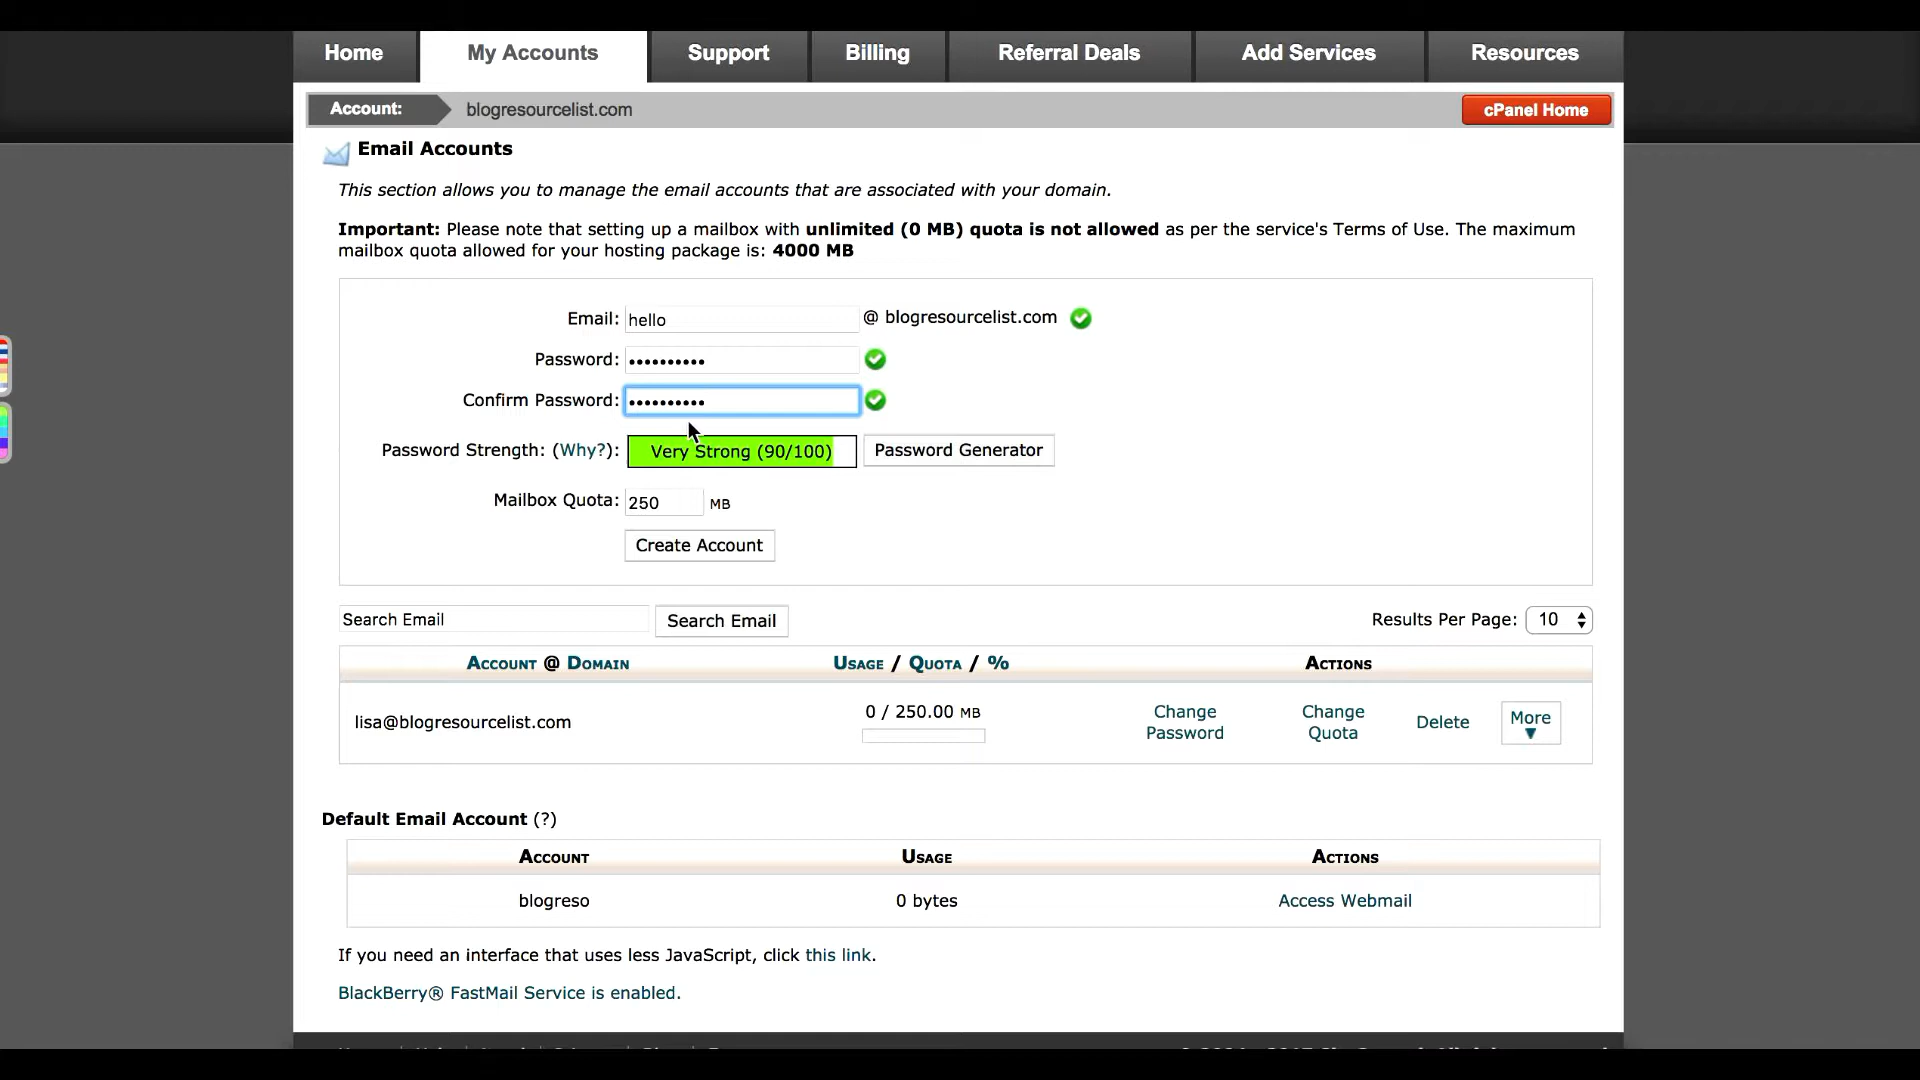 Home
My Accounts
Support
Billing
Referral Deals
Add Services
Resources
Account:
blogresourcelist.com
cPanel Home
Email Accounts
This section allows you to manage the email accounts that are associated with your domain.
Important: Please note that setting up a mailbox with unlimited (0 MB) quota is not allowed as per the service's Terms of Use. The maximum
mailbox quota allowed for your hosting package is: 4000 MB
Email: hello @ blogresourcelist.com
Password: ••••••••••
Confirm Password: ••••••••••
Password Strength: (Why?): Very Strong (90/100) Password Generator
Mailbox Quota: 250 MB
Create Account
Search Email Search Email Results Per Page: 10
Account @ Domain Usage / Quota / % Actions
lisa@blogresourcelist.com 0 / 250.00 MB Change Password Change Quota Delete More ▼
Default Email Account (?)
Account Usage Actions
blogreso 0 bytes Access Webmail
If you need an interface that uses less JavaScript, click this link.
BlackBerry® FastMail Service is enabled.